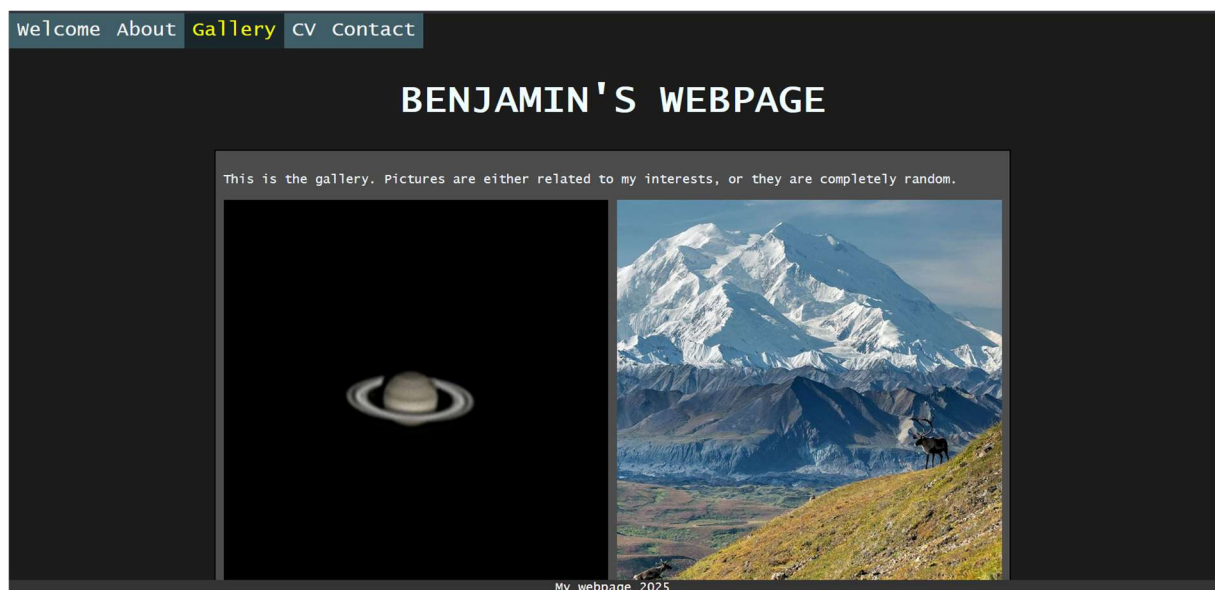 Welcome About Gallery CV Contact
BENJAMIN'S WEBPAGE
This is the gallery. Pictures are either related to my interests, or they are completely random.
My webpage 2025